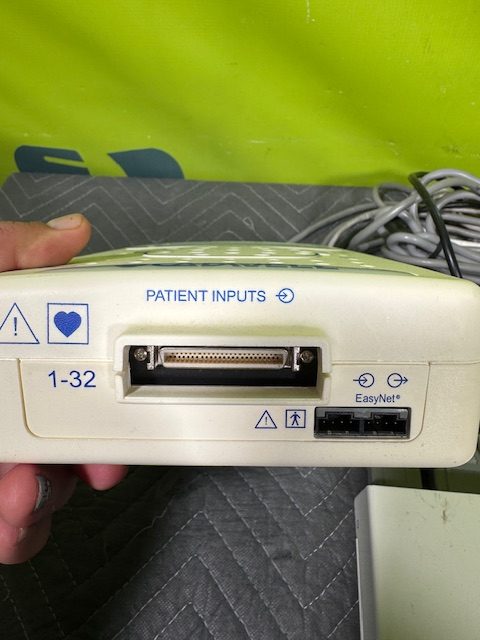 PATIENT INPUTS
1-32
EasyNet®